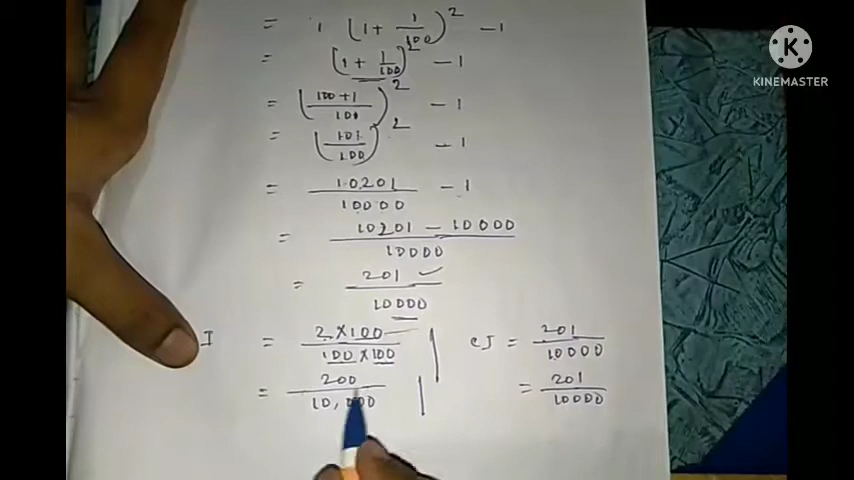 = 1 (1 + 1/100)² - 1
= (1 + 1/100)² - 1
= (100+1/100)² - 1
= (101/100)² - 1
= 10201/10000 - 1
= 10201 - 10000/10000
= 201/10000 ✓
I = 2×100/100×100 | CI = 201/10000
= 200/10,000 | = 201/10000
K
KINEMASTER